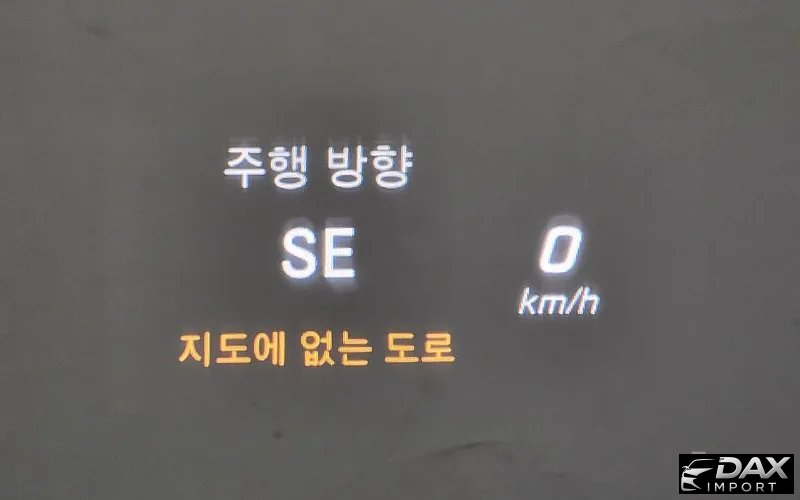 주행 방향
SE
0
km/h
지도에 없는 도로
DAX
IMPORT